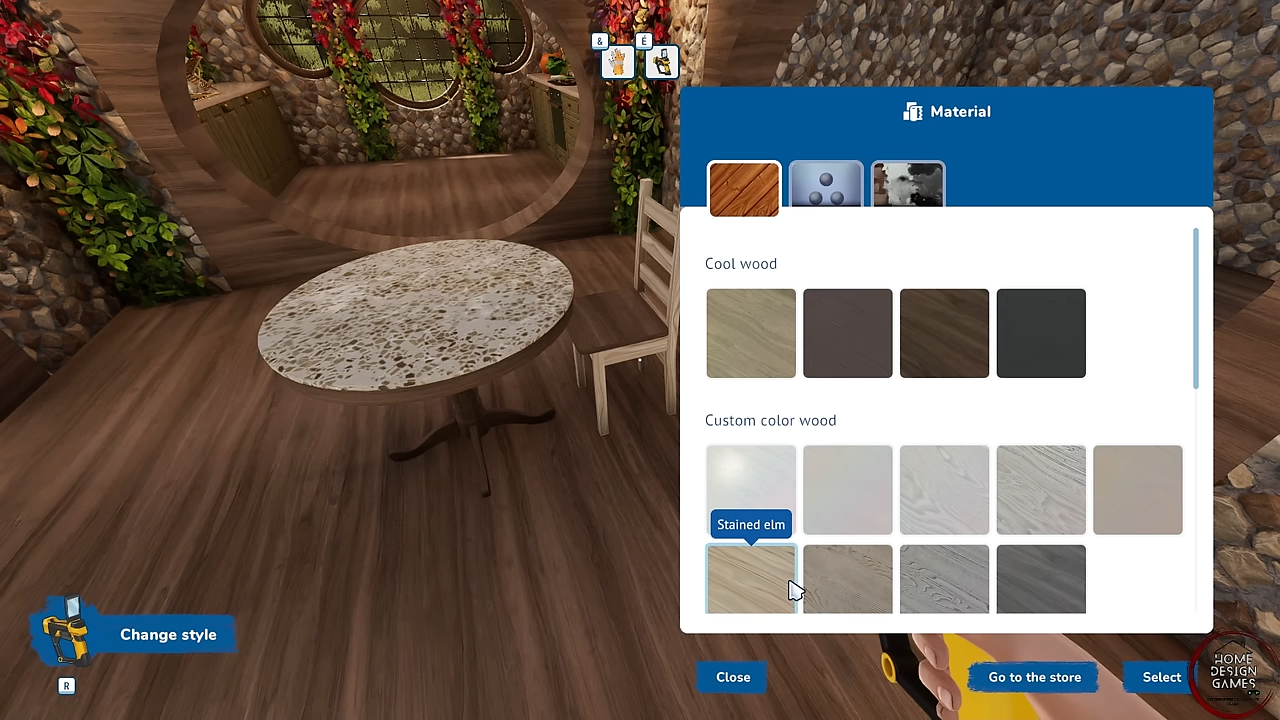 & É
Material
Cool wood
Custom color wood
Stained elm
Change style
R
Close
Go to the store
Select
HOME
DESIGN
GAMES